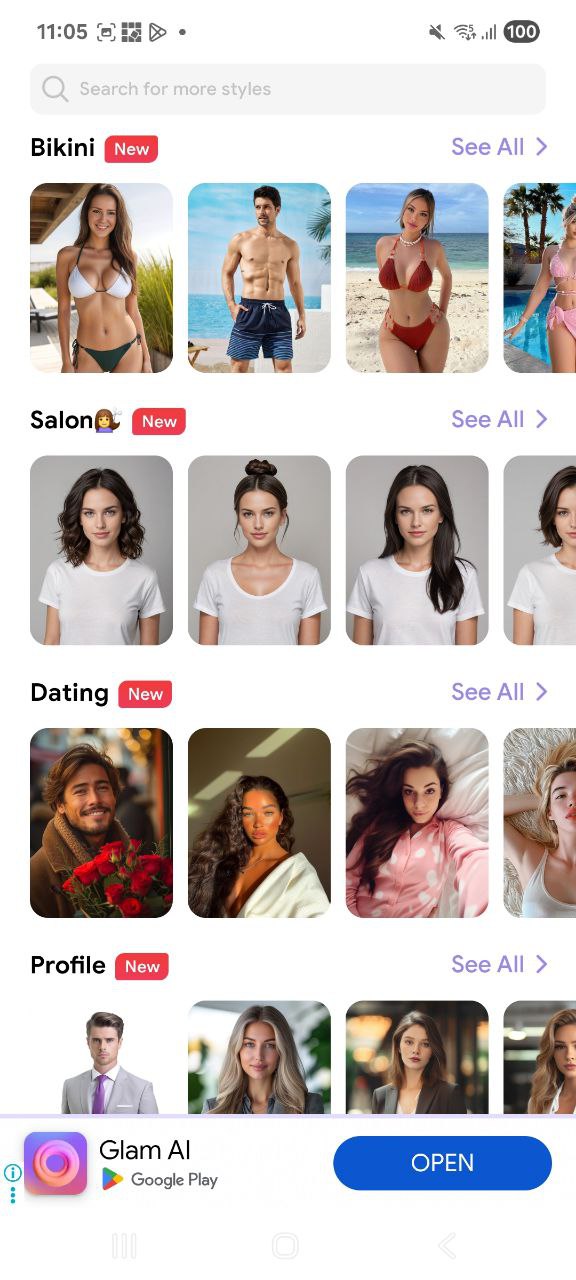 11:05
100
Search for more styles
Bikini New See All
Salon New See All
Dating New See All
Profile New See All
Glam AI
Google Play
OPEN